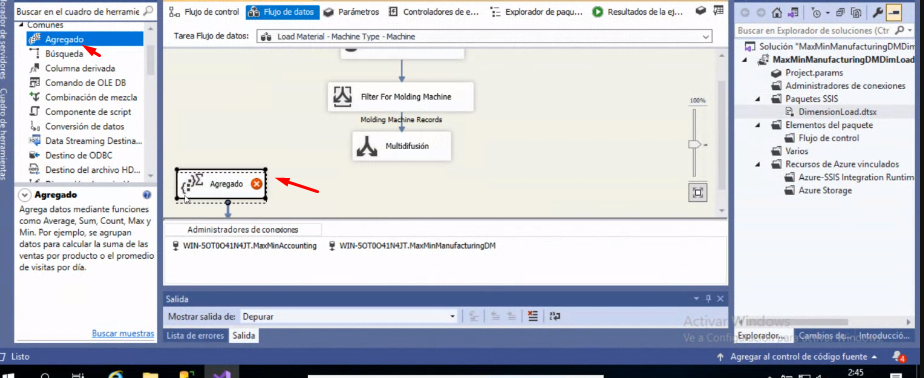 Buscar en el cuadro de herramie
Comunes
Agregado
Búsqueda
Columna derivada
Comando de OLE DB
Combinación de mezcla
Componente de script
Conversión de datos
Data Streaming Destina...
Destino de ODBC
Destino del archivo HD...
Agregado
Agrega datos mediante funciones
como Average, Sum, Count, Max y
Min. Por ejemplo, se agrupan
datos para calcular la suma de las
ventas por producto o el promedio
de visitas por día.
Buscar muestras
Cuadro de herramientas
Flujo de control
Flujo de datos
Parámetros
Controladores de e...
Explorador de paqu...
Resultados de la ej...
Tarea Flujo de datos:
Load Material - Machine Type - Machine
Filter For Molding Machine
Molding Machine Records
Multidifusión
Agregado
100%
Administradores de conexiones
WIN-5OT0O41N4JT.MaxMinAccounting
WIN-5OT0O41N4JT.MaxMinManufacturingDM
Salida
Mostrar salida de: Depurar
Lista de errores
Salida
Buscar en Explorador de soluciones (Ctr
Solución "MaxMinManufacturingDMDim
MaxMinManufacturingDMDimLoad
Project.params
Administradores de conexiones
Paquetes SSIS
DimensionLoad.dtsx
Elementos del paquete
Flujo de control
Varios
Recursos de Azure vinculados
Azure-SSIS Integration Runtim
Azure Storage
Activar Windows
Explorador...
Cambios de...
Introducció...
Listo
Agregar al control de código fuente
2:45